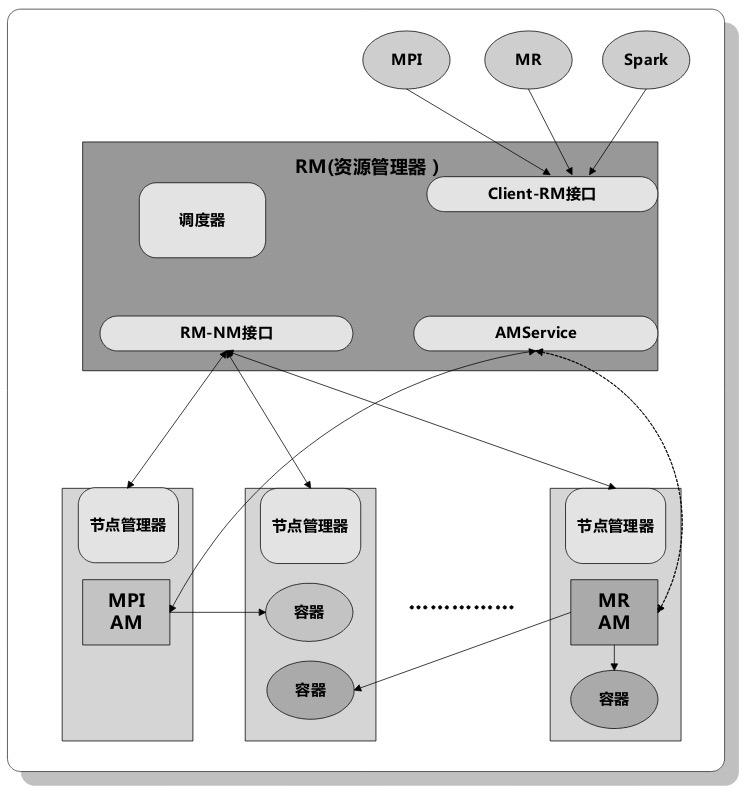 MPI
MR
Spark
RM(资源管理器 )
Client-RM接口
调度器
RM-NM接口
AMService
节点管理器
节点管理器
节点管理器
MPI
AM
容器
……………
MR
AM
容器
容器